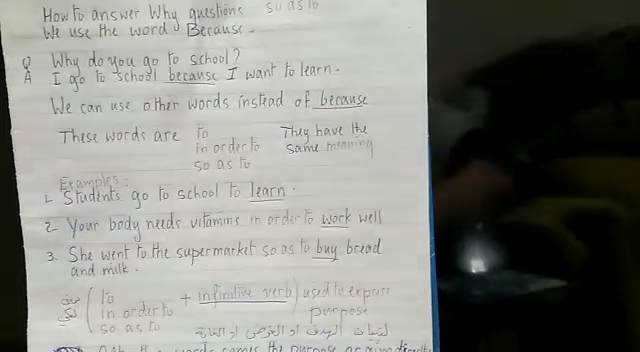 How to answer Why questions so as to
We use the word Because.
Q Why do you go to school?
A I go to school because I want to learn.
We can use other words instead of because
These words are to They have the
in order to same meaning
so as to
Examples:
1. Students go to school to learn.
2 Your body needs vitamins in order to work well
3. She went to the supermarket so as to buy bread
and milk.
to
in order to + infinitive verb) used to express
so as to purpose